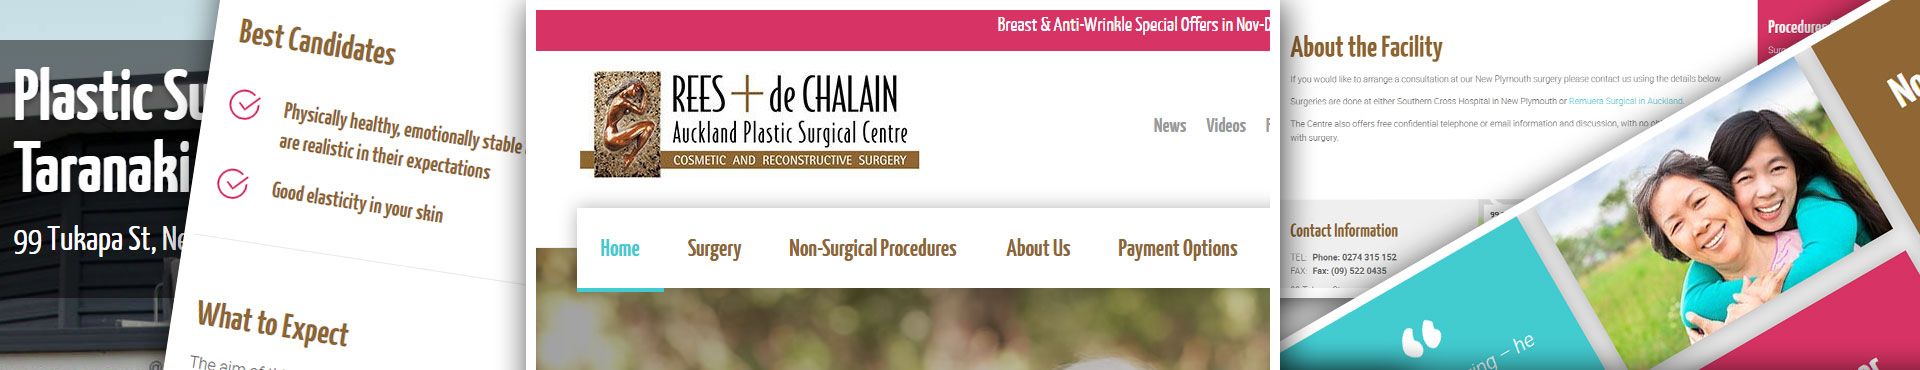 Plastic
Taranaki
99 Tukapa St,
Best Candidates
Physically healthy, emotionally stable
are realistic in their expectations
Good elasticity in your skin
What to Expect
The aim of
Breast & Anti-Wrinkle Special Offers in Nov-D
REES + de CHALAIN
Auckland Plastic Surgical Centre
COSMETIC AND RECONSTRUCTIVE SURGERY
News Videos F
Home Surgery Non-Surgical Procedures About Us Payment Options
About the Facility
If you would like to arrange a consultation at our New Plymouth surgery please contact us using the details below.
Surgeries are done at either Southern Cross Hospital in New Plymouth or Remuera Surgical in Auckland.
The Centre also offers free confidential telephone or email information and discussion, with no
with surgery.
Contact Information
TEL: Phone: 0274 315 152
FAX: Fax: (09) 522 0435
Procedures
No
– he